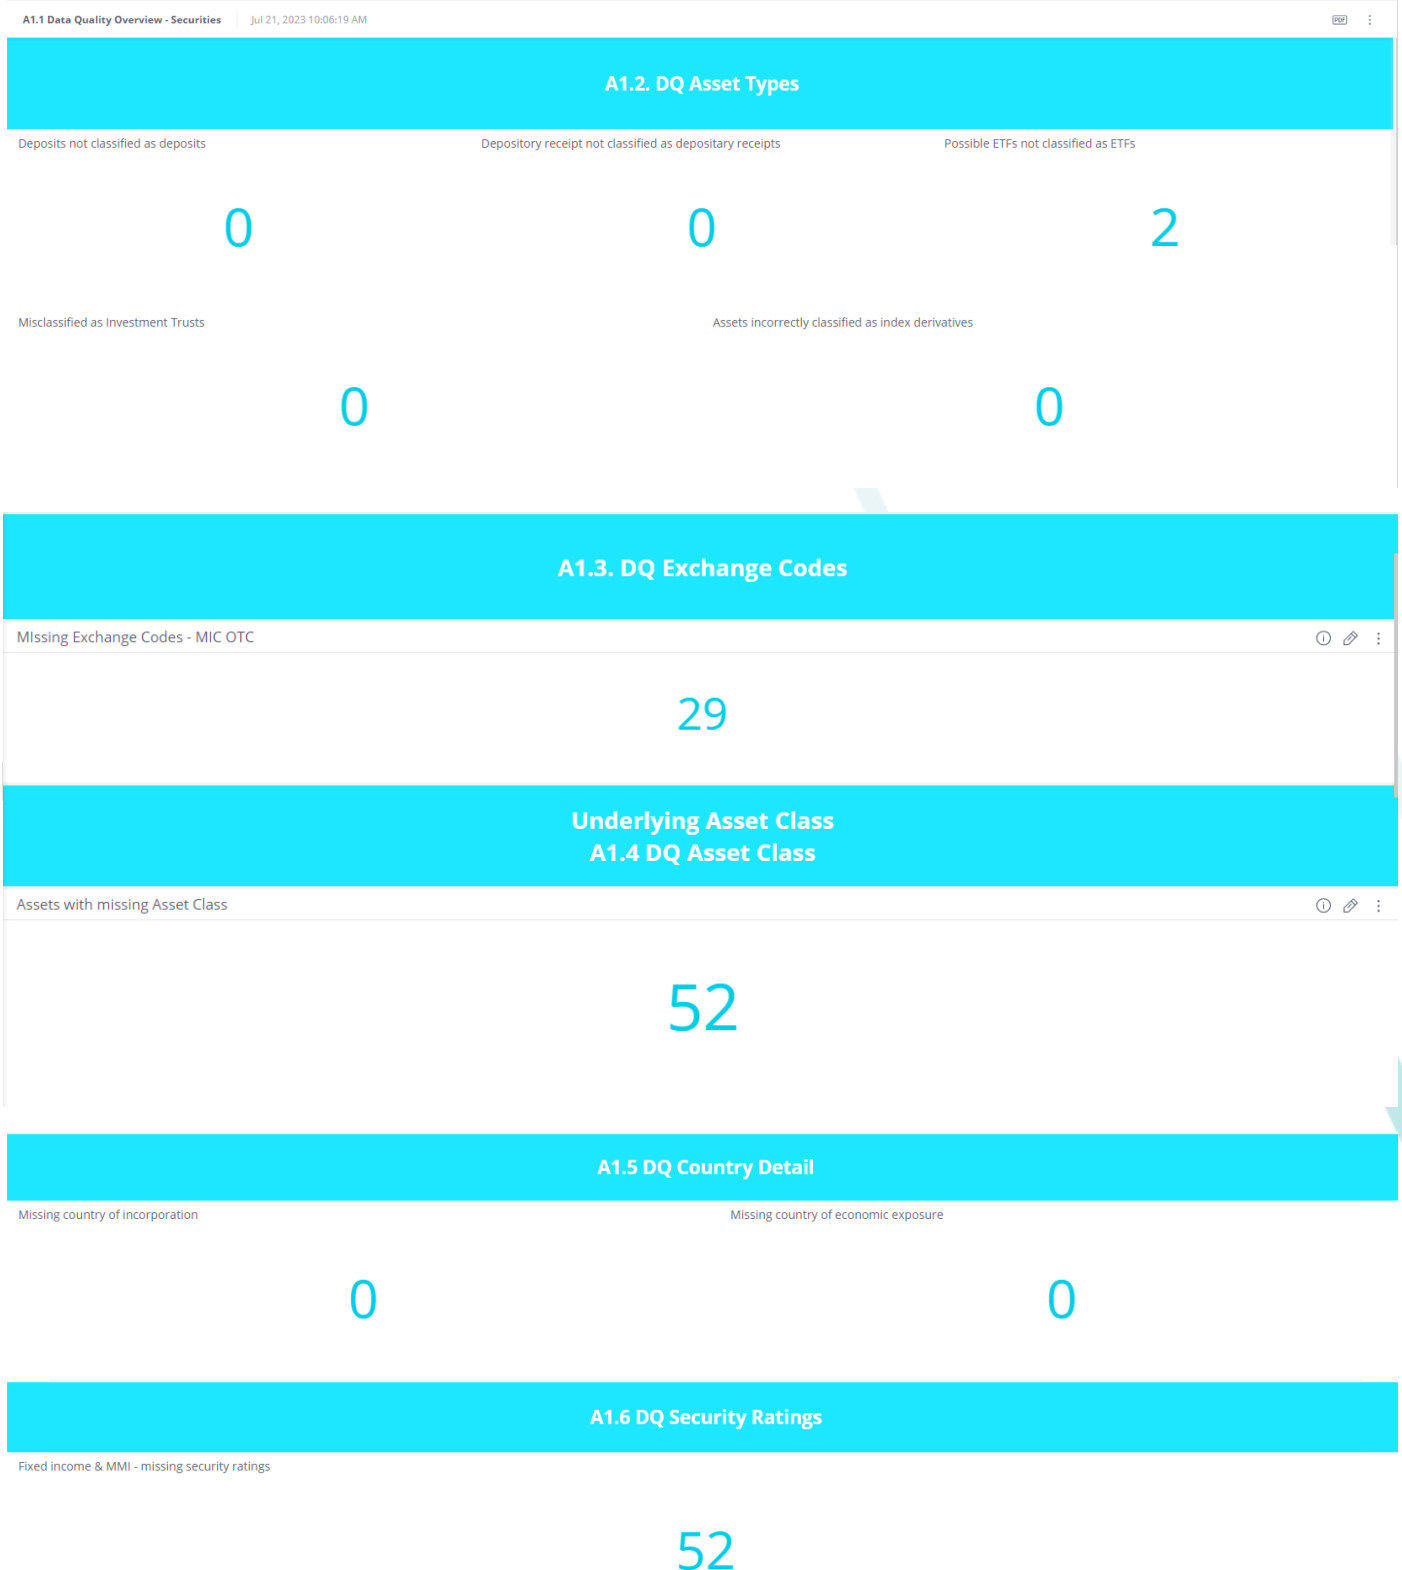 A1.1 Data Quality Overview - Securities Jul 21, 2023 10:06:19 AM PDF
A1.2. DQ Asset Types
Deposits not classified as deposits Depository receipt not classified as depositary receipts Possible ETFs not classified as ETFs
0 0 2
Misclassified as Investment Trusts Assets incorrectly classified as index derivatives
0 0
A1.3. DQ Exchange Codes
MIssing Exchange Codes - MIC OTC
29
Underlying Asset Class
A1.4 DQ Asset Class
Assets with missing Asset Class
52
A1.5 DQ Country Detail
Missing country of incorporation Missing country of economic exposure
0 0
A1.6 DQ Security Ratings
Fixed income & MMI - missing security ratings
52